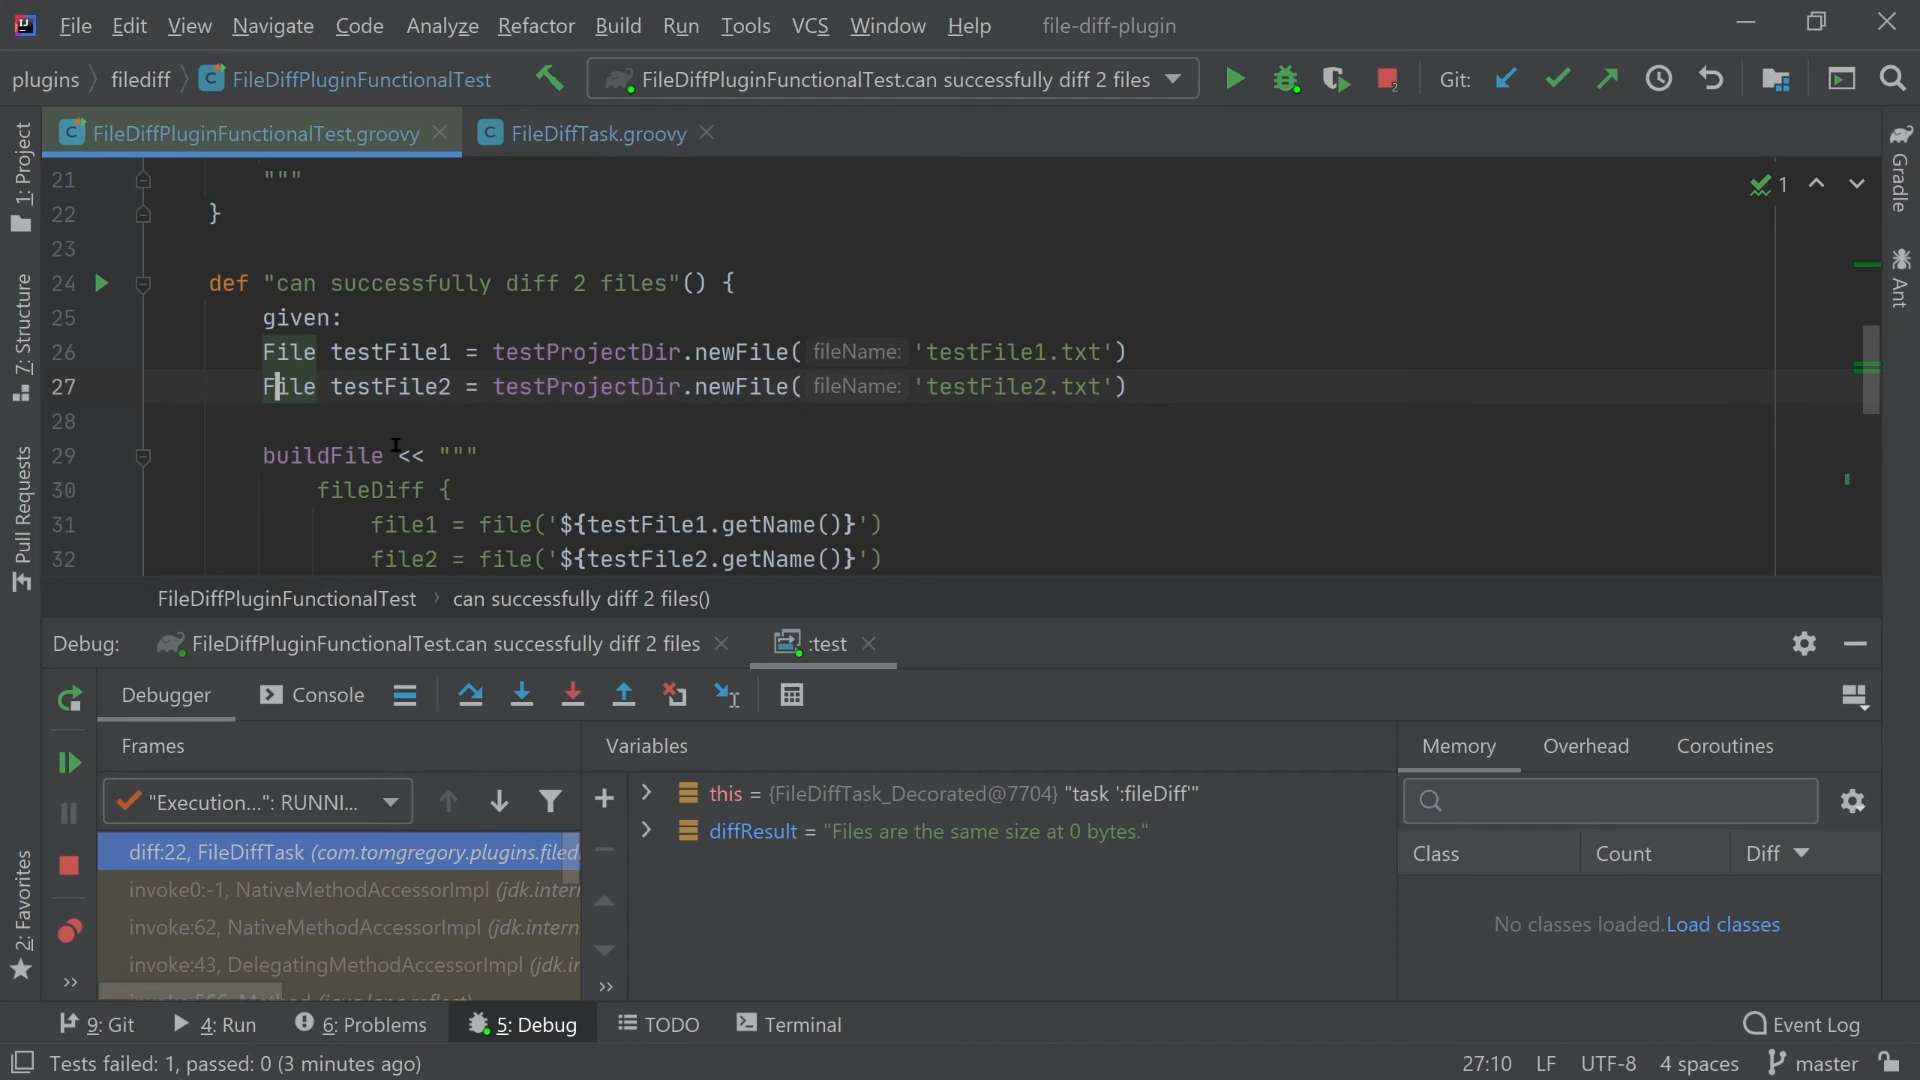 File Edit View Navigate Code Analyze Refactor Build Run Tools VCS Window Help file-diff-plugin
plugins filediff FileDiffPluginFunctionalTest FileDiffPluginFunctionalTest.can successfully diff 2 files 2 Git:
FileDiffPluginFunctionalTest.groovy FileDiffTask.groovy
1: Project
7: Structure
Pull Requests
2: Favorites
Gradle
Ant
1
21 """
22 }
23
24 def "can successfully diff 2 files"() {
25 given:
26 File testFile1 = testProjectDir.newFile( fileName: 'testFile1.txt')
27 File testFile2 = testProjectDir.newFile( fileName: 'testFile2.txt')
28
29 buildFile << """
30 fileDiff {
31 file1 = file('${testFile1.getName()}')
32 file2 = file('${testFile2.getName()}')
FileDiffPluginFunctionalTest can successfully diff 2 files()
Debug: FileDiffPluginFunctionalTest.can successfully diff 2 files :test
Debugger Console
Frames Variables Memory Overhead Coroutines
"Execution...": RUNNI...
this = {FileDiffTask_Decorated@7704} "task ':fileDiff'"
diffResult = "Files are the same size at 0 bytes."
diff:22, FileDiffTask (com.tomgregory.plugins.filed
invoke0:-1, NativeMethodAccessorImpl (jdk.intern
invoke:62, NativeMethodAccessorImpl (jdk.intern
invoke:43, DelegatingMethodAccessorImpl (jdk.ir
Class Count Diff
No classes loaded. Load classes
9: Git 4: Run 6: Problems 5: Debug TODO Terminal Event Log
Tests failed: 1, passed: 0 (3 minutes ago) 27:10 LF UTF-8 4 spaces master